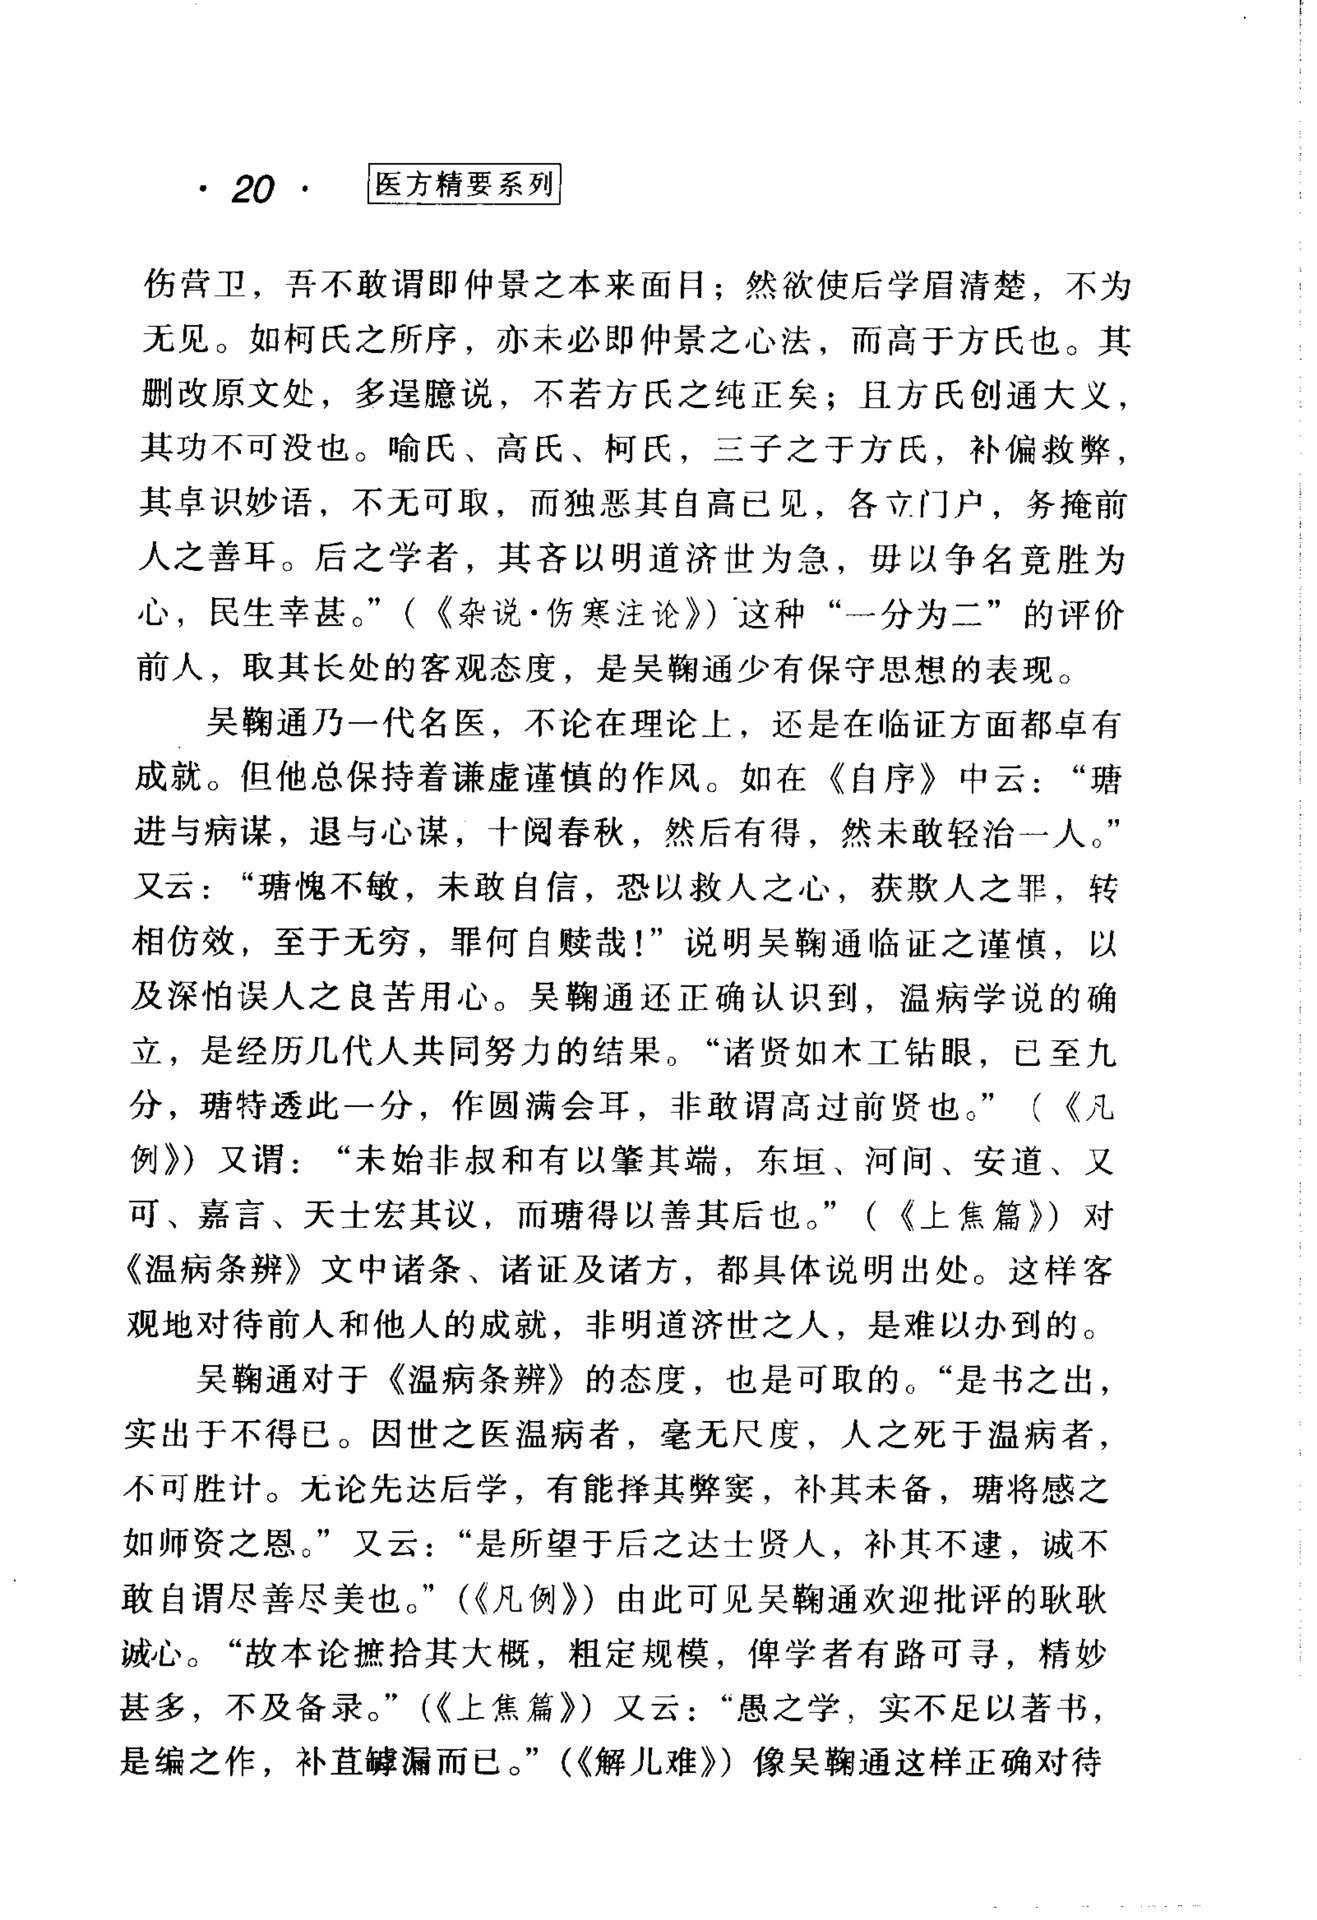 · 20 · 医方精要系列
伤营卫，吾不敢谓即仲景之本来面目；然欲使后学眉清楚，不为
无见。如柯氏之所序，亦未必即仲景之心法，而高于方氏也。其
删改原文处，多逞臆说，不若方氏之纯正矣；且方氏创通大义，
其功不可没也。喻氏、高氏、柯氏，三子之于方氏，补偏救弊，
其卓识妙语，不无可取，而独恶其自高已见，各立门户，务掩前
人之善耳。后之学者，其吝以明道济世为急，毋以争名竟胜为
心，民生幸甚。”（《杂说·伤寒注论》）这种“一分为二”的评价
前人，取其长处的客观态度，是吴鞠通少有保守思想的表现。
吴鞠通乃一代名医，不论在理论上，还是在临证方面都卓有
成就。但他总保持着谦虚谨慎的作风。如在《自序》中云：“瑭
进与病谋，退与心谋，十阅春秋，然后有得，然未敢轻治一人。”
又云：“瑭愧不敏，未敢自信，恐以救人之心，获欺人之罪，转
相仿效，至于无穷，罪何自赎哉！”说明吴鞠通临证之谨慎，以
及深怕误人之良苦用心。吴鞠通还正确认识到，温病学说的确
立，是经历几代人共同努力的结果。“诸贤如木工钻眼，已至九
分，瑭特透此一分，作圆满会耳，非敢谓高过前贤也。”（《凡
例》）又谓：“未始非叔和有以肇其端，东垣、河间、安道、又
可、嘉言、天士宏其议，而瑭得以善其后也。”（《上焦篇》）对
《温病条辨》文中诸条、诸证及诸方，都具体说明出处。这样客
观地对待前人和他人的成就，非明道济世之人，是难以办到的。
吴鞠通对于《温病条辨》的态度，也是可取的。“是书之出，
实出于不得已。因世之医温病者，毫无尺度，人之死于温病者，
不可胜计。无论先达后学，有能择其弊窦，补其未备，瑭将感之
如师资之恩。”又云：“是所望于后之达士贤人，补其不逮，诚不
敢自谓尽善尽美也。”（《凡例》）由此可见吴鞠通欢迎批评的耿耿
诚心。“故本论摭拾其大概，粗定规模，俾学者有路可寻，精妙
甚多，不及备录。”（《上焦篇》）又云：“愚之学，实不足以著书，
是编之作，补苴罅漏而已。”（《解儿难》）像吴鞠通这样正确对待